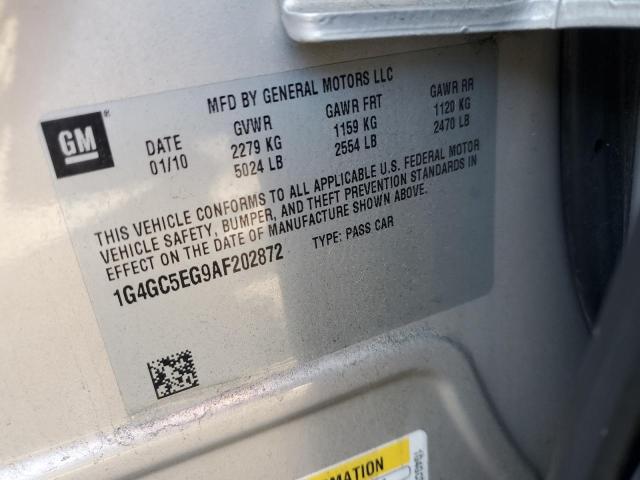 MFD BY GENERAL MOTORS LLC
GM
DATE GVWR GAWR FRT GAWR RR
01/10 2279 KG 1159 KG 1120 KG
5024 LB 2554 LB 2470 LB
THIS VEHICLE CONFORMS TO ALL APPLICABLE U.S. FEDERAL MOTOR
VEHICLE SAFETY, BUMPER, AND THEFT PREVENTION STANDARDS IN
EFFECT ON THE DATE OF MANUFACTURE SHOWN ABOVE.
1G4GC5EG9AF202872 TYPE: PASS CAR